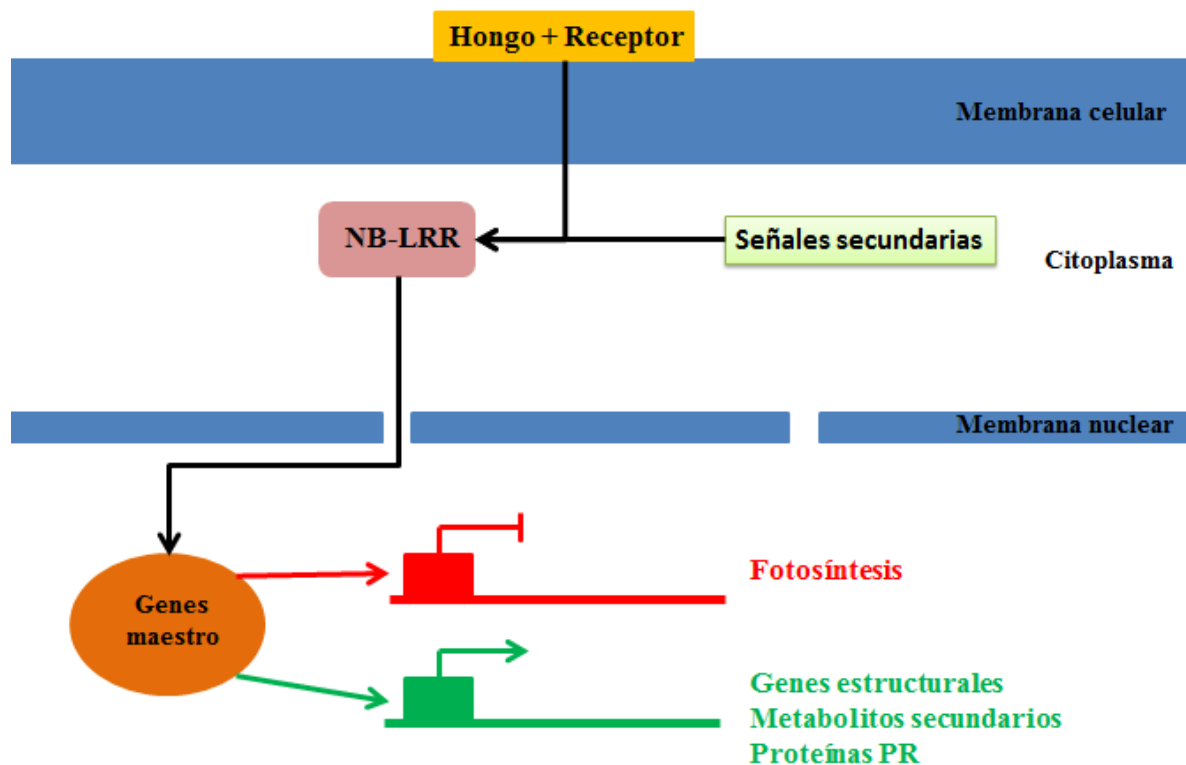 Hongo + Receptor
Membrana celular
NB-LRR
Señales secundarias
Citoplasma
Membrana nuclear
Genes
maestro
Fotosíntesis
Genes estructurales
Metabolitos secundarios
Proteínas PR